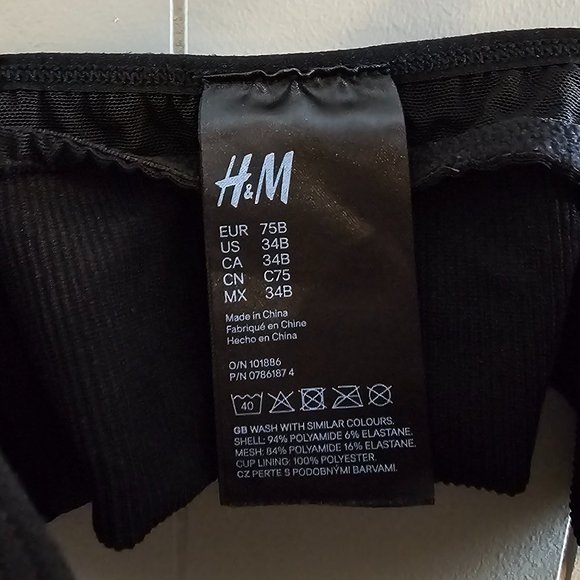 H&M
EUR 75B
US 34B
CA 34B
CN C75
MX 34B
Made in China
Fabriqué en Chine
Hecho en China
O/N 101886
P/N 0786187 4
40
GB WASH WITH SIMILAR COLOURS.
SHELL: 94% POLYAMIDE 6% ELASTANE.
MESH: 84% POLYAMIDE 16% ELASTANE.
CUP LINING: 100% POLYESTER.
CZ PERTE S PODOBNÝMI BARVAMI.